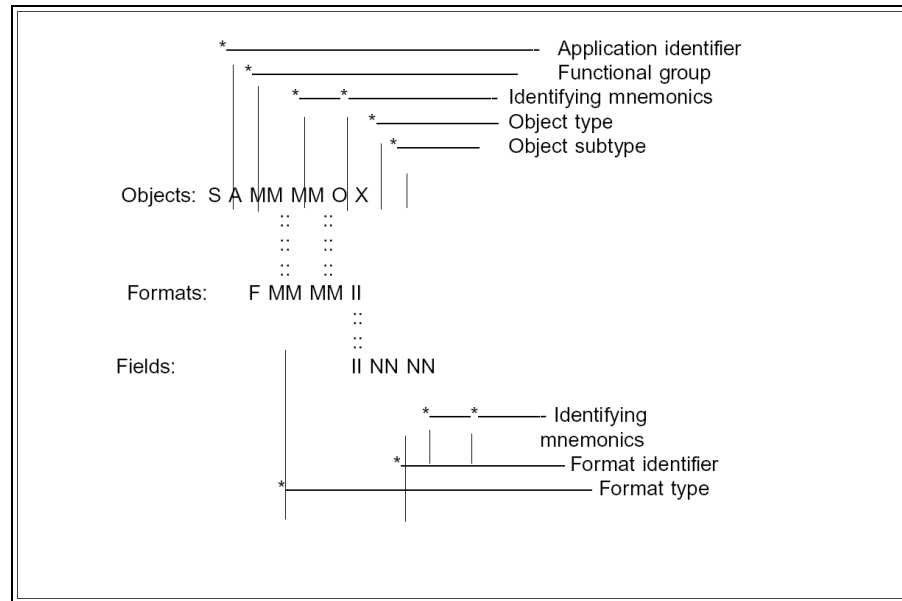 * Application identifier
* Functional group
* * Identifying mnemonics
* Object type
* Object subtype
Objects: S A MM MM O X
:: ::
:: ::
:: ::
Formats: F MM MM II
::
::
Fields: II NN NN
* * Identifying
mnemonics
* Format identifier
* Format type